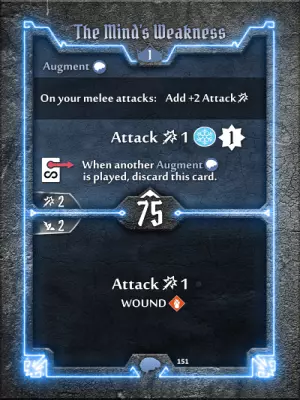 The Mind's Weakness
1
Augment
On your melee attacks: Add +2 Attack
Attack 1 1
When another Augment
is played, discard this card.
2
75
2
Attack 1
WOUND
151